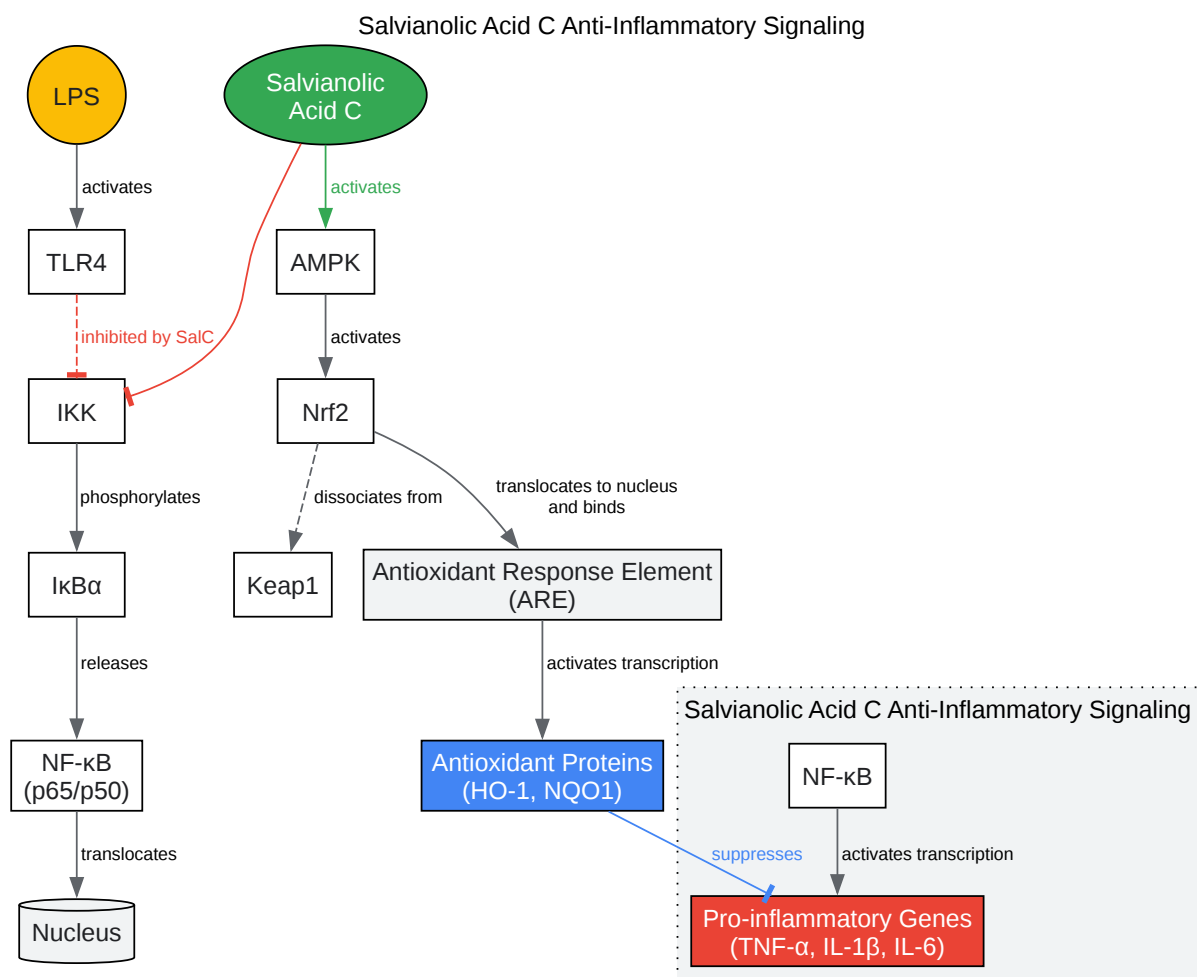 Salvianolic Acid C Anti-Inflammatory Signaling
LPS
Salvianolic
Acid C
activates
activates
TLR4
AMPK
inhibited by SalC
activates
IKK
Nrf2
phosphorylates
dissociates from
translocates to nucleus
and binds
IκBα
Keap1
Antioxidant Response Element
(ARE)
releases
activates transcription
Salvianolic Acid C Anti-Inflammatory Signaling
NF-κB
(p65/p50)
Antioxidant Proteins
(HO-1, NQO1)
NF-κB
translocates
suppresses
activates transcription
Nucleus
Pro-inflammatory Genes
(TNF-α, IL-1β, IL-6)